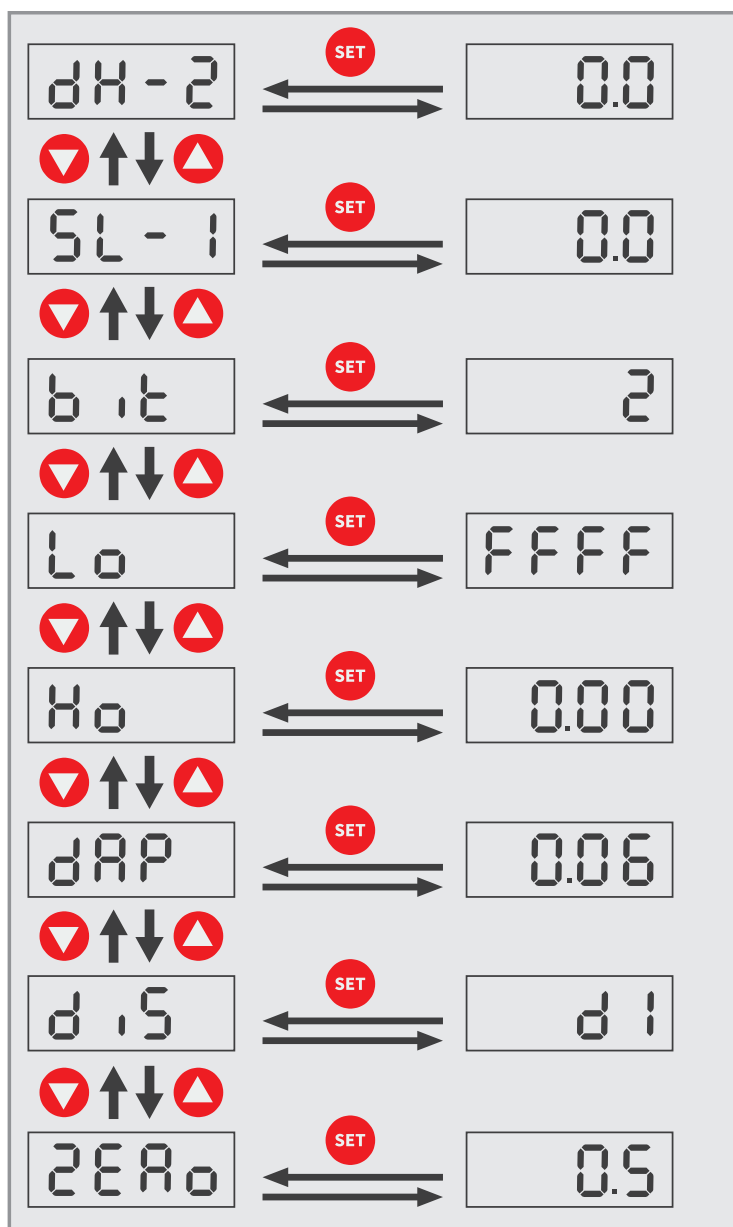 SET
dH-2 0.0
SET
SL-1 0.0
SET
bit 2
SET
Lo FFFF
SET
Ho 0.00
SET
dAP 0.06
SET
diS d1
SET
ZEAo 0.5